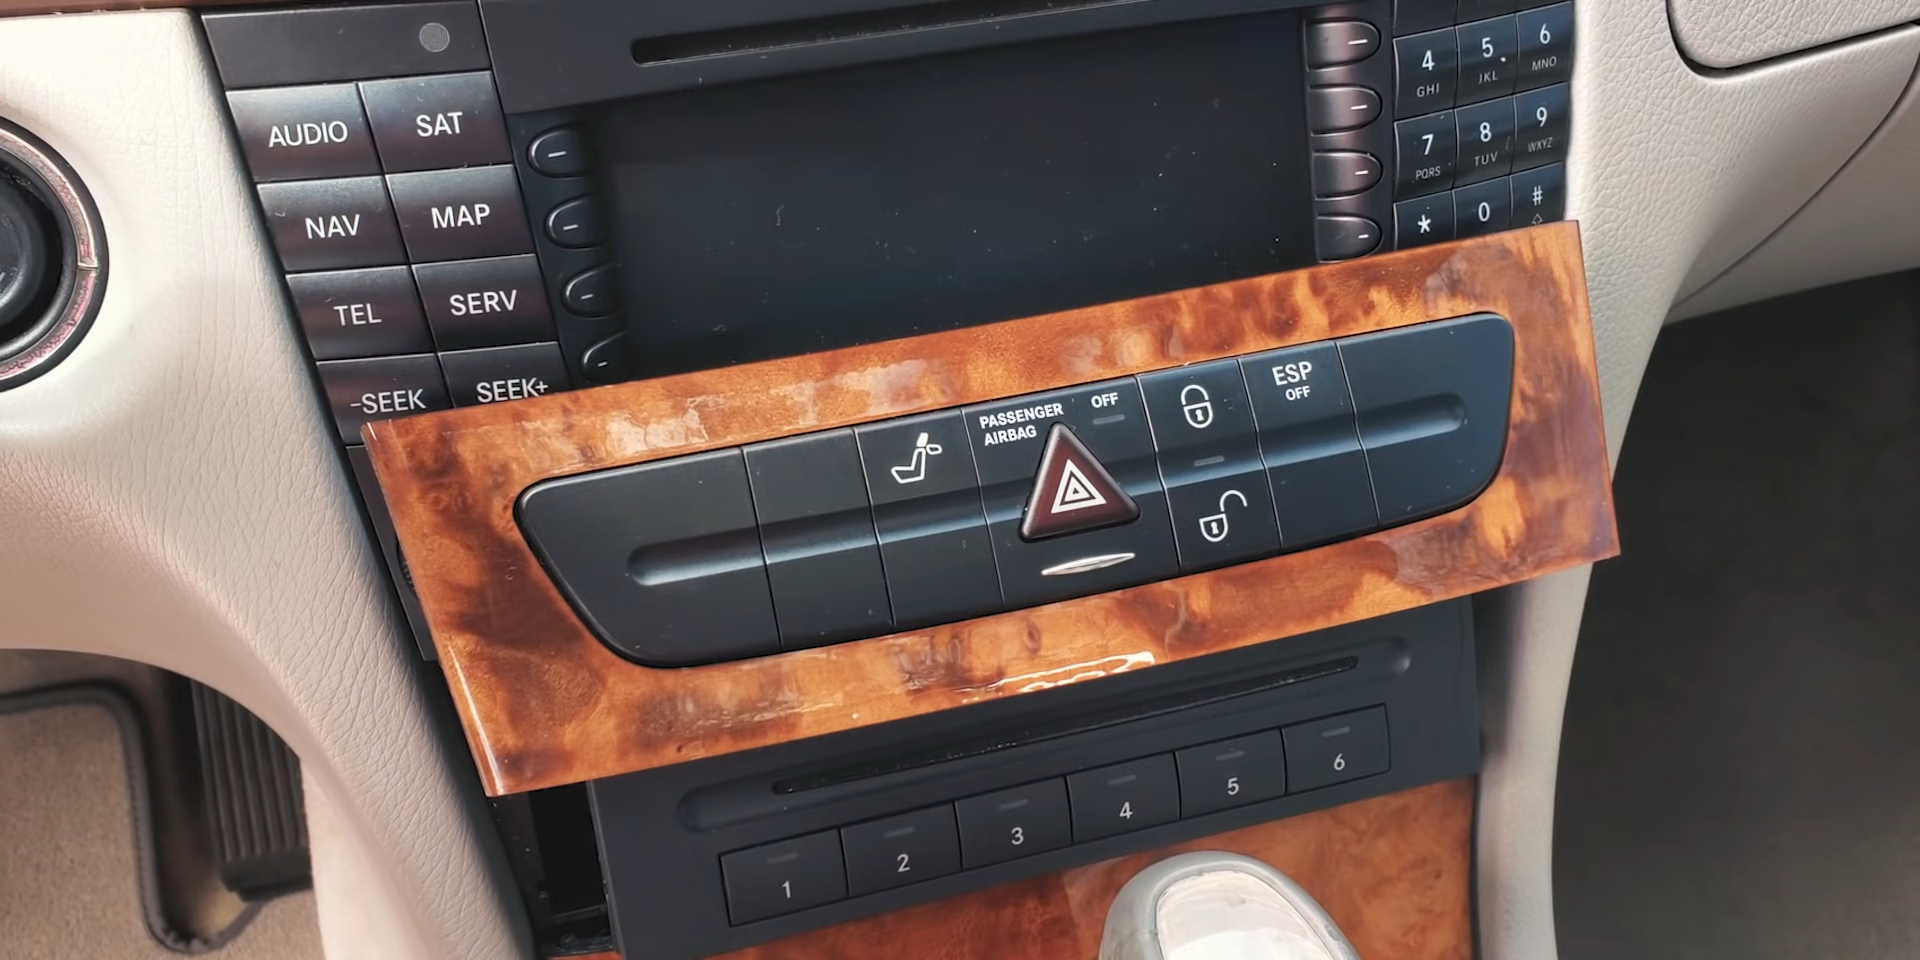 AUDIO
SAT
NAV
MAP
TEL
SERV
-SEEK
SEEK+
4
GHI
5
JKL
6
MNO
7
PQRS
8
TUV
9
WXYZ
*
0
#
PASSENGER
AIRBAG
OFF
ESP
OFF
1
2
3
4
5
6